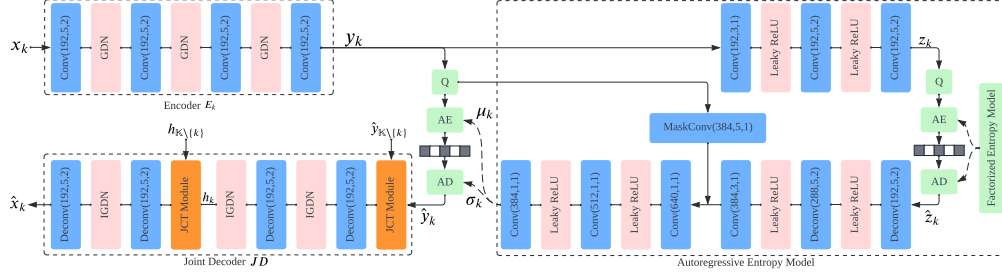 x_k
Conv(192,5,2)
GDN
Conv(192,5,2)
GDN
Conv(192,5,2)
GDN
Conv(192,5,2)
Encoder E_k
y_k
Conv(192,3,1)
Leaky ReLU
Conv(192,5,2)
Leaky ReLU
Conv(192,5,2)
z_k
Q
AE
μ_k
AD
σ_k
ŷ_k
MaskConv(384,5,1)
Q
AE
AD
z̃_k
Factorized Entropy Model
h_{𝕂\{k}}
ŷ_{𝕂\{k}}
x̂_k
Deconv(192,5,2)
IGDN
Deconv(192,5,2)
JCT Module
h_k
IGDN
Deconv(192,5,2)
IGDN
Deconv(192,5,2)
JCT Module
Joint Decoder JD
Conv(384,1,1)
Leaky ReLU
Conv(512,1,1)
Leaky ReLU
Conv(640,1,1)
Conv(384,3,1)
Leaky ReLU
Deconv(288,5,2)
Leaky ReLU
Deconv(192,5,2)
Autoregressive Entropy Model